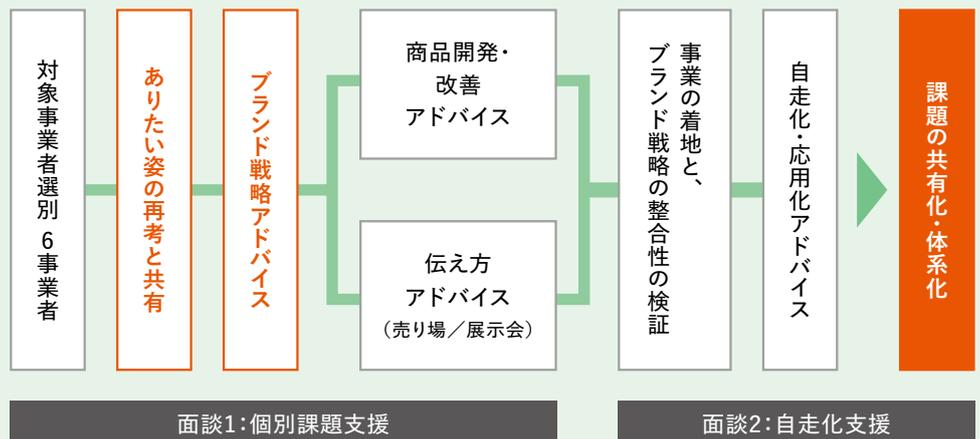 対象事業者選別 6事業者
ありたい姿の再考と共有
ブランド戦略アドバイス
商品開発・
改善
アドバイス
伝え方
アドバイス
（売り場／展示会）
事業の着地と、
ブランド戦略の整合性の検証
自走化・応用化アドバイス
課題の共有化・体系化
面談1：個別課題支援
面談2：自走化支援